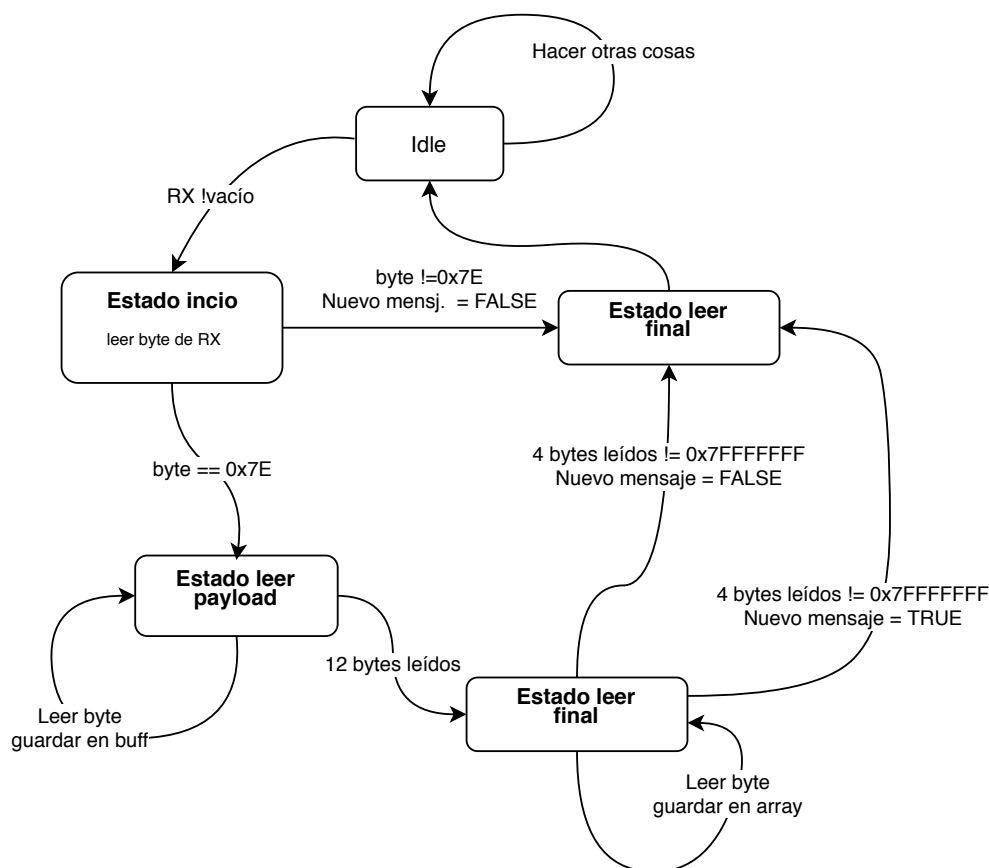 Hacer otras cosas
Idle
RX !vacío
Estado incio
leer byte de RX
byte !=0x7E
Nuevo mensj. = FALSE
Estado leer
final
byte == 0x7E
4 bytes leídos != 0x7FFFFFFF
Nuevo mensaje = FALSE
Estado leer
payload
4 bytes leídos != 0x7FFFFFFF
Nuevo mensaje = TRUE
12 bytes leídos
Estado leer
final
Leer byte
guardar en buff
Leer byte
guardar en array